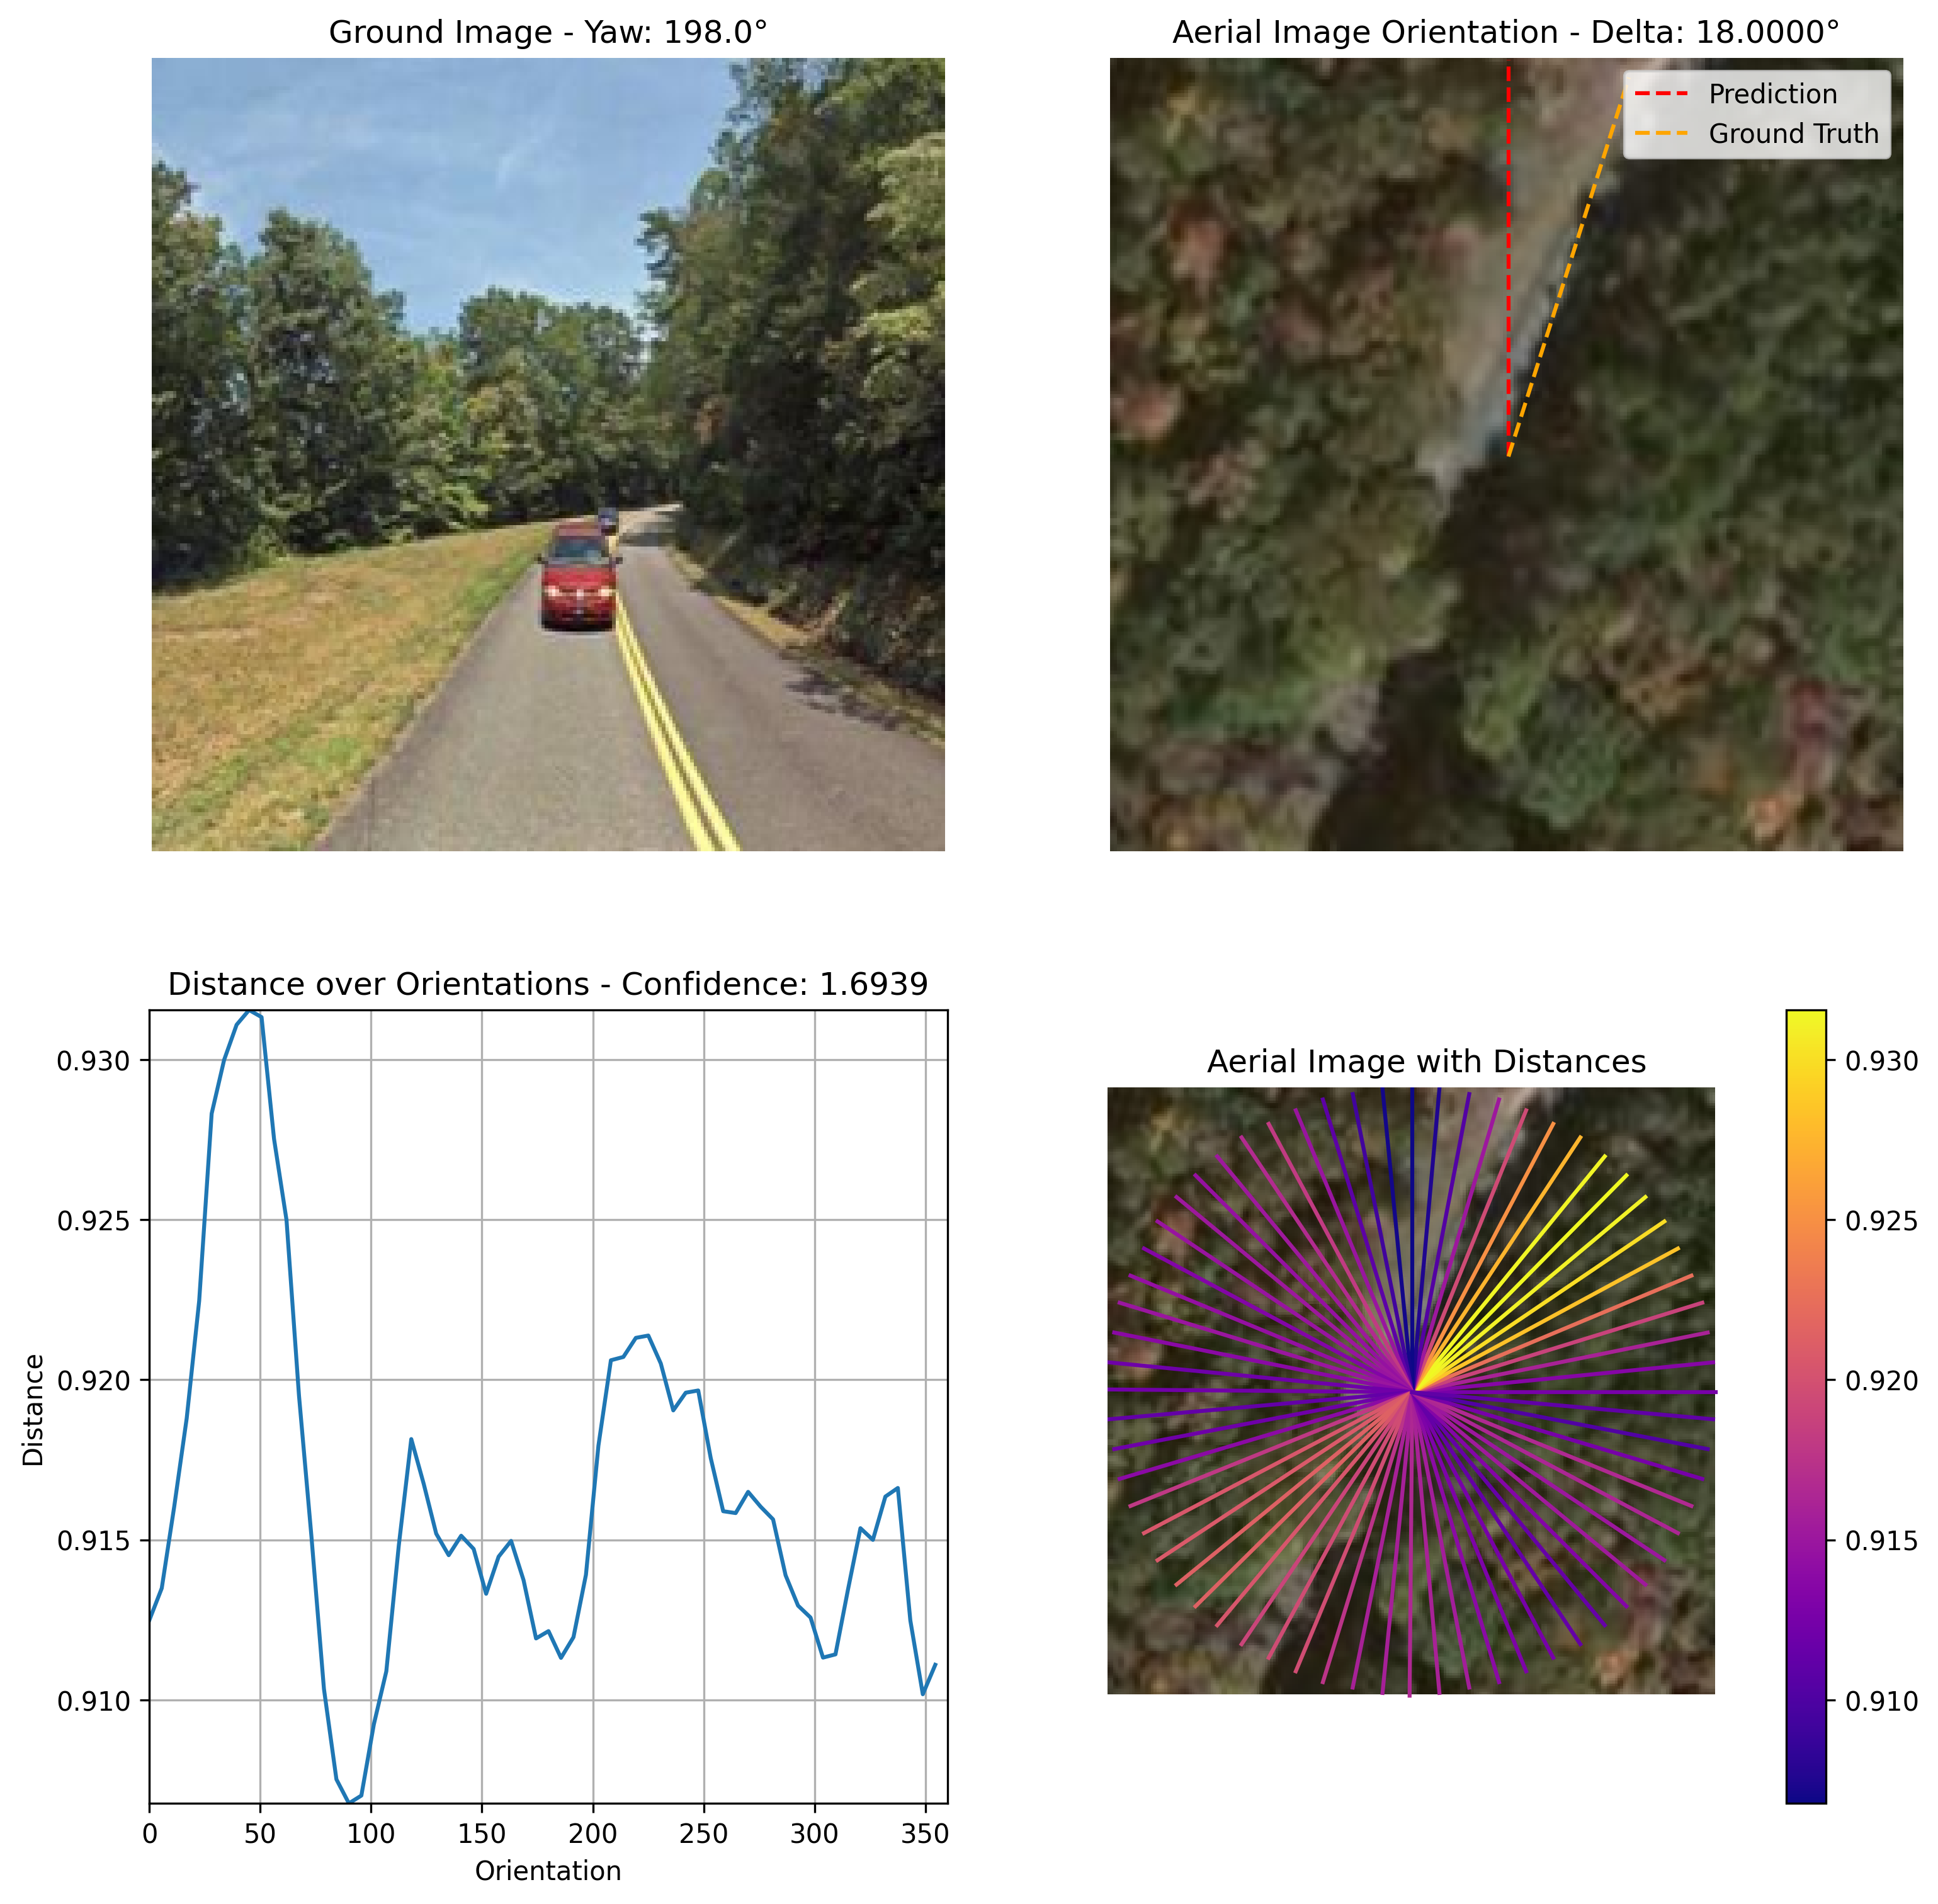 Ground Image - Yaw: 198.0°
Aerial Image Orientation - Delta: 18.0000°
Prediction
Ground Truth
Distance over Orientations - Confidence: 1.6939
0.930
0.925
0.920
0.915
0.910
Distance
0
50
100
150
200
250
300
350
Orientation
Aerial Image with Distances
0.930
0.925
0.920
0.915
0.910